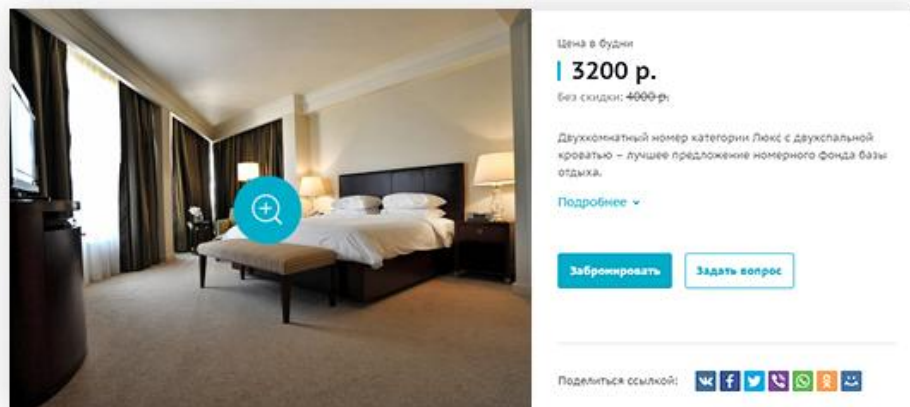 Цена в будни
3200 р.
без скидки: 4000 р.
Двухкомнатный номер категории Люкс с двухспальной
кроватью – лучшее предложение номерного фонда базы
отдыха.
Подробнее
Забронировать
Задать вопрос
Поделиться ссылкой: